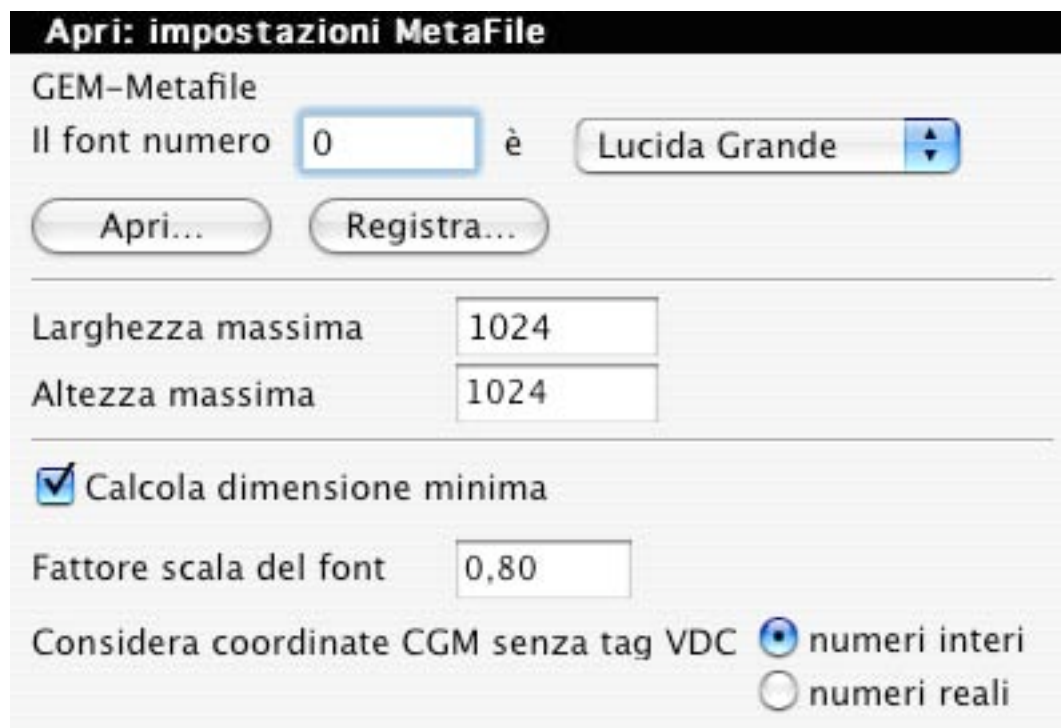 Apri: impostazioni MetaFile
GEM-Metafile
Il font numero 0 è Lucida Grande
Apri... Registra...
Larghezza massima 1024
Altezza massima 1024
Calcola dimensione minima
Fattore scala del font 0,80
Considera coordinate CGM senza tag VDC numeri interi
numeri reali